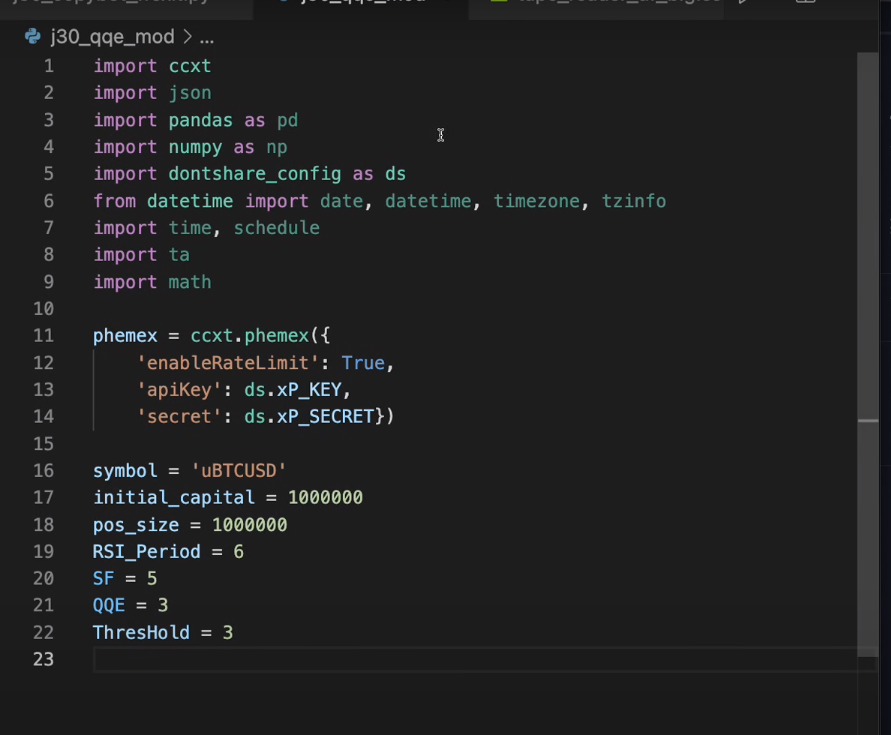 j30_qqe_mod > ...
1 import ccxt
2 import json
3 import pandas as pd
4 import numpy as np
5 import dontshare_config as ds
6 from datetime import date, datetime, timezone, tzinfo
7 import time, schedule
8 import ta
9 import math
10
11 phemex = ccxt.phemex({
12     'enableRateLimit': True,
13     'apiKey': ds.xP_KEY,
14     'secret': ds.xP_SECRET})
15
16 symbol = 'uBTCUSD'
17 initial_capital = 1000000
18 pos_size = 1000000
19 RSI_Period = 6
20 SF = 5
21 QQE = 3
22 ThresHold = 3
23